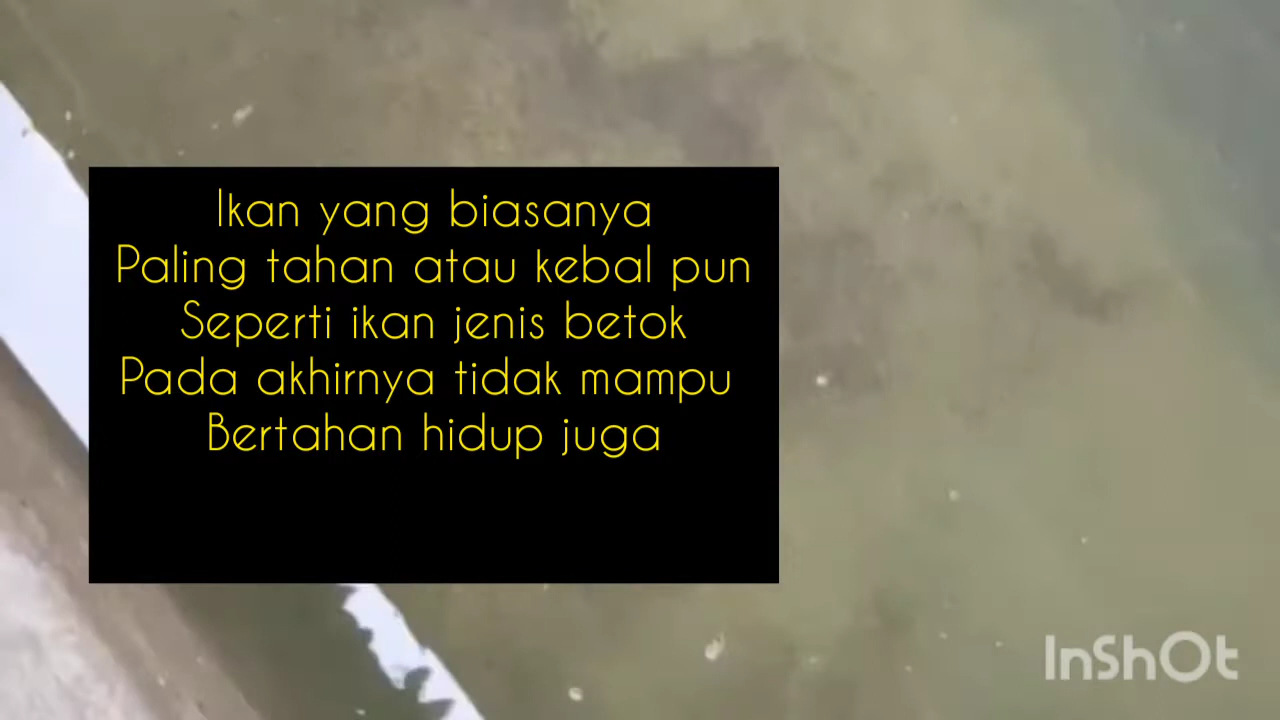 Ikan yang biasanya
Paling tahan atau kebal pun
Seperti ikan jenis betok
Pada akhirnya tidak mampu
Bertahan hidup juga
InShOt